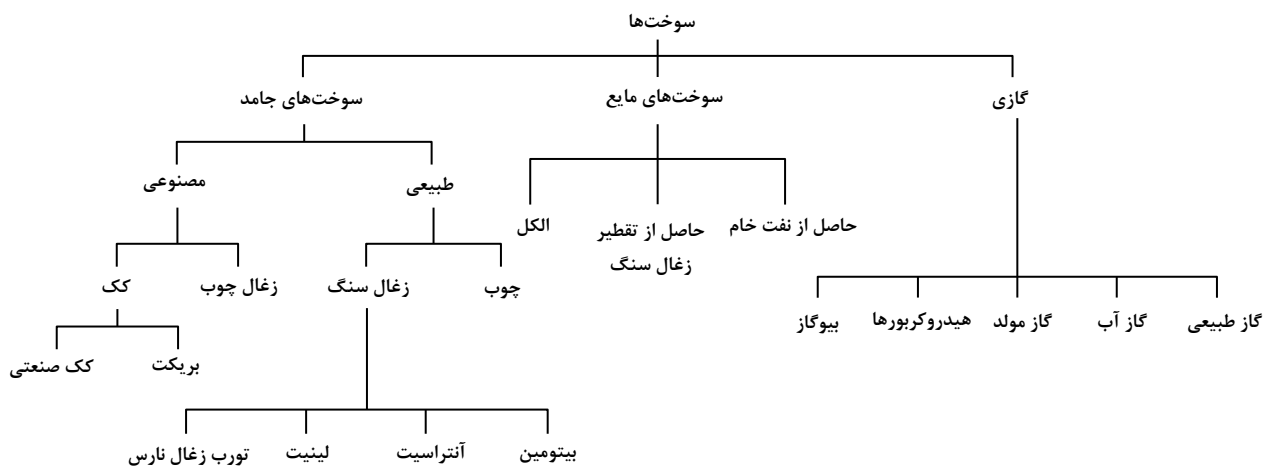 سوخت‌ها
گازی
سوخت‌های مایع
سوخت‌های جامد
طبیعی
مصنوعی
حاصل از نفت خام
حاصل از تقطیر
زغال سنگ
الکل
چوب
زغال سنگ
زغال چوب
کک
گاز طبیعی
گاز آب
گاز مولد
هیدروکربورها
بیوگاز
بریکت
کک صنعتی
بیتومین
آنتراسیت
لینیت
تورب زغال نارس